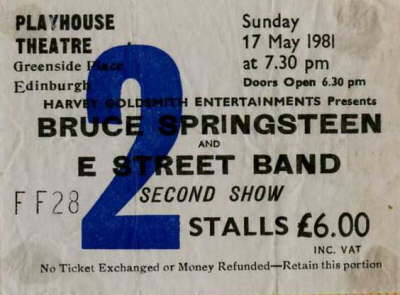 PLAYHOUSE
THEATRE
Greenside Place
Edinburgh
Sunday
17 May 1981
at 7.30 pm
Doors Open 6.30 pm
HARVEY GOLDSMITH ENTERTAINMENTS Presents
BRUCE SPRINGSTEEN
AND
E STREET BAND
2
SECOND SHOW
FF28
STALLS £6.00
INC. VAT
No Ticket Exchanged or Money Refunded—Retain this portion